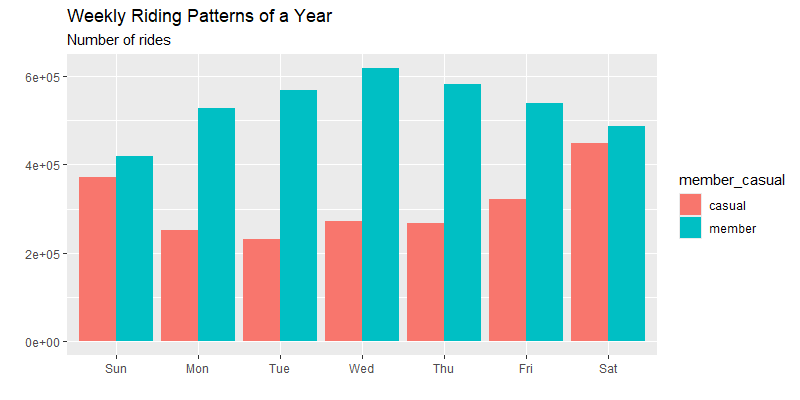 Weekly Riding Patterns of a Year
Number of rides
6e+05
4e+05
2e+05
0e+00
Sun Mon Tue Wed Thu Fri Sat
member_casual
casual
member